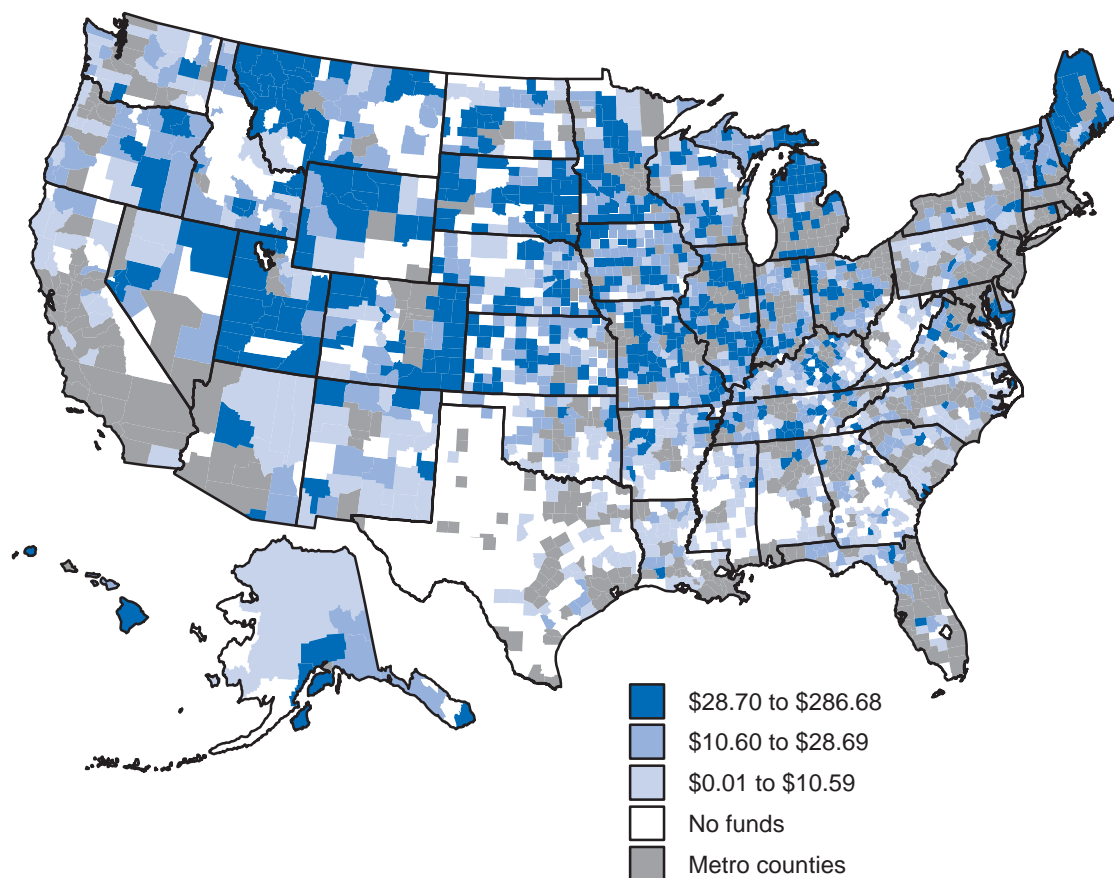 $28.70 to $286.68
$10.60 to $28.69
$0.01 to $10.59
No funds
Metro counties